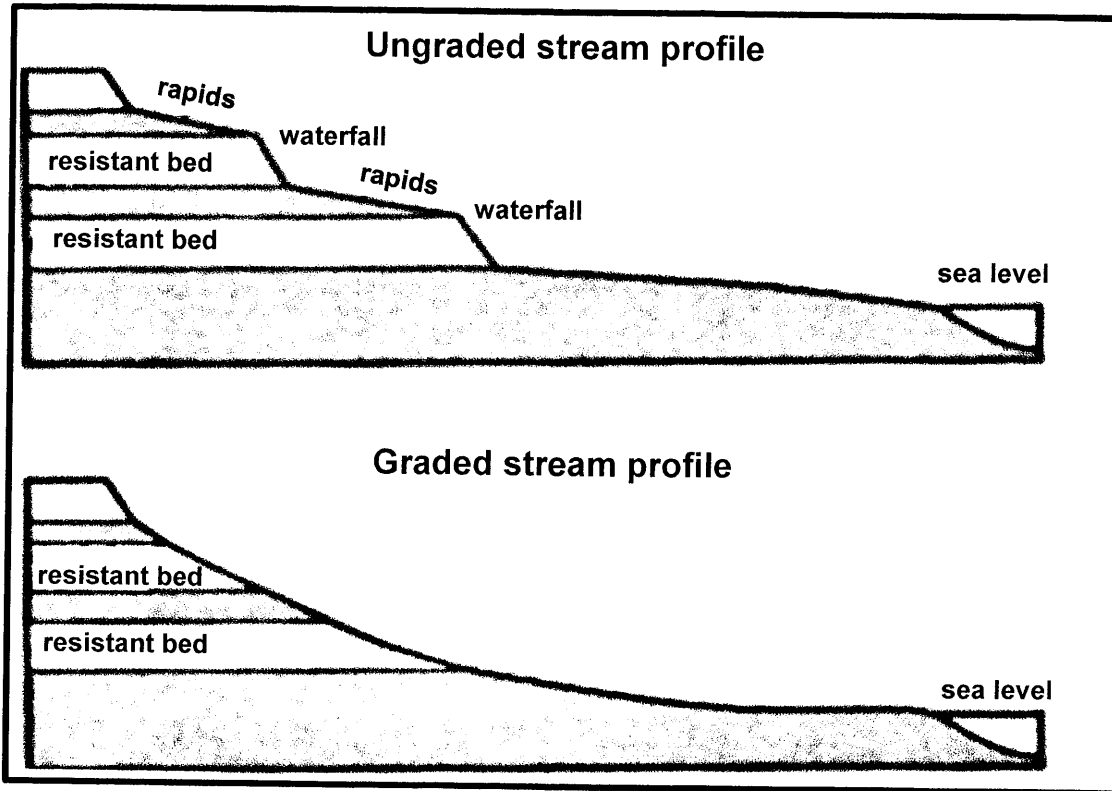 Ungraded stream profile
rapids
waterfall
resistant bed
rapids
waterfall
resistant bed
sea level
Graded stream profile
resistant bed
resistant bed
sea level